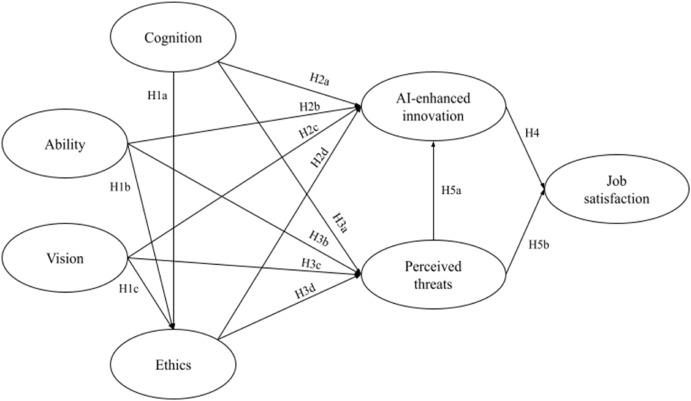 Cognition
H1a
H2a
AI-enhanced
innovation
H2b
H2c
H2d
Ability
H1b
H4
Job
satisfaction
H5a
H3a
H3b
H5b
Vision
H3c
H1c
H3d
Perceived
threats
Ethics